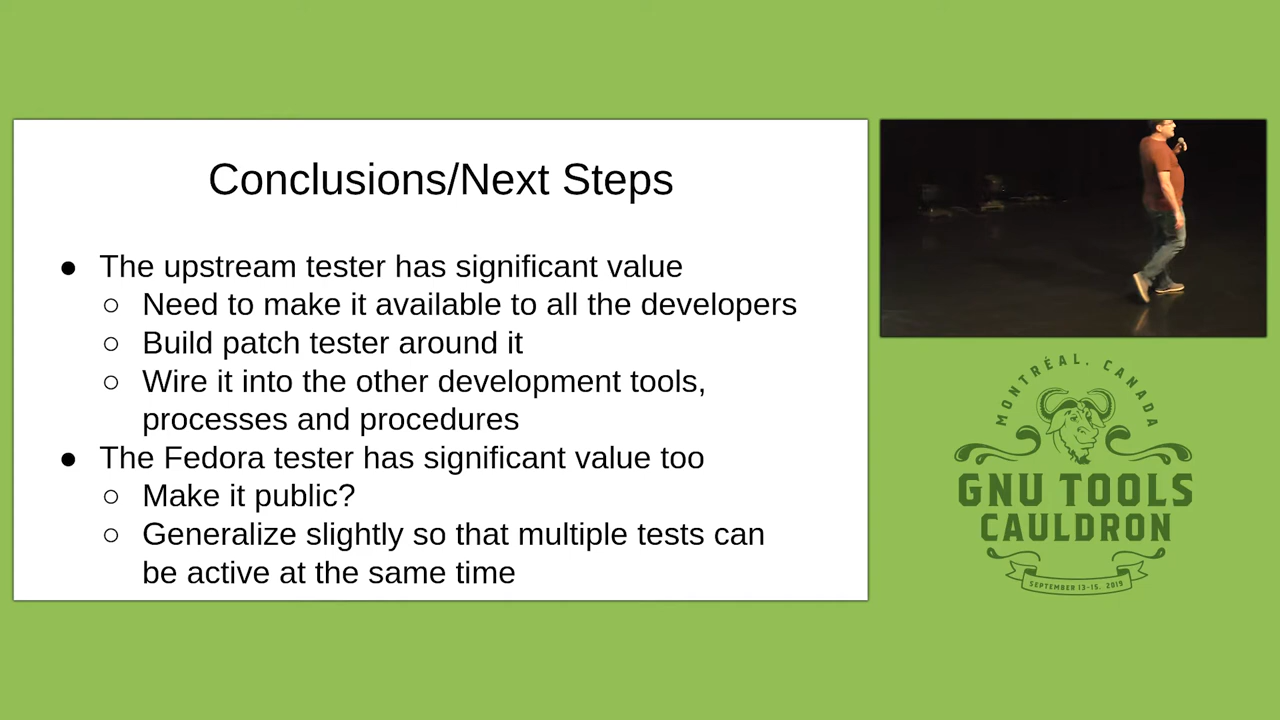 Conclusions/Next Steps
● The upstream tester has significant value
○ Need to make it available to all the developers
○ Build patch tester around it
○ Wire it into the other development tools,
processes and procedures
● The Fedora tester has significant value too
○ Make it public?
○ Generalize slightly so that multiple tests can
be active at the same time
MONTRÉAL, CANADA
GNU TOOLS
CAULDRON
SEPTEMBER 13-15, 2019